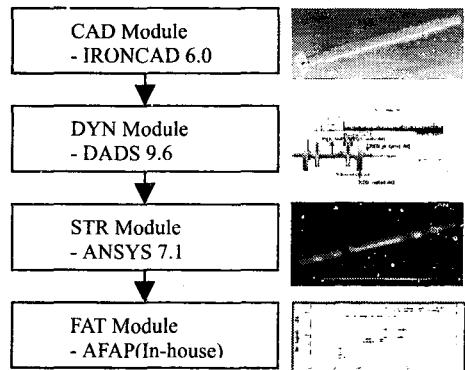 CAD Module
- IRONCAD 6.0
DYN Module
- DADS 9.6
STR Module
- ANSYS 7.1
FAT Module
- AFAP(In-house)